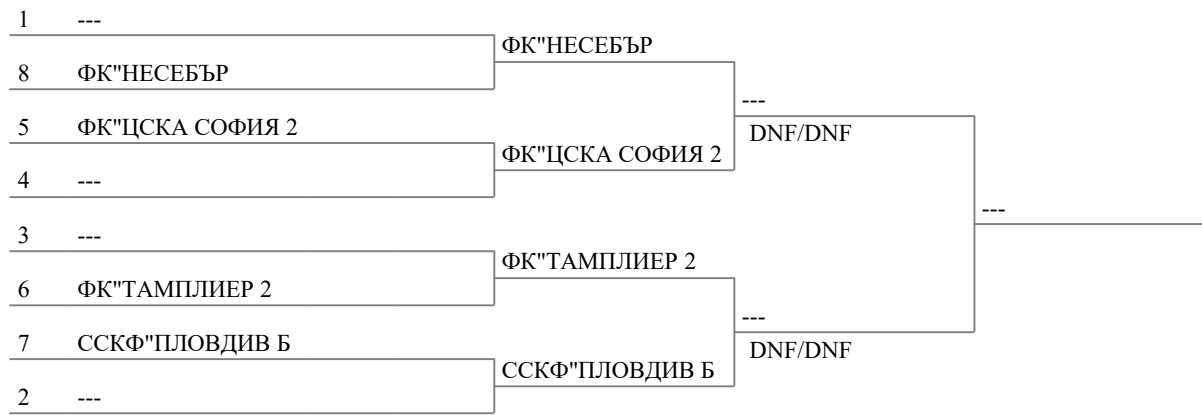 1 ---
ФК"НЕСЕБЪР
8 ФК"НЕСЕБЪР
---
5 ФК"ЦСКА СОФИЯ 2
DNF/DNF
ФК"ЦСКА СОФИЯ 2
4 ---
---
3 ---
ФК"ТАМПЛИЕР 2
6 ФК"ТАМПЛИЕР 2
---
7 ССКФ"ПЛОВДИВ Б
DNF/DNF
ССКФ"ПЛОВДИВ Б
2 ---